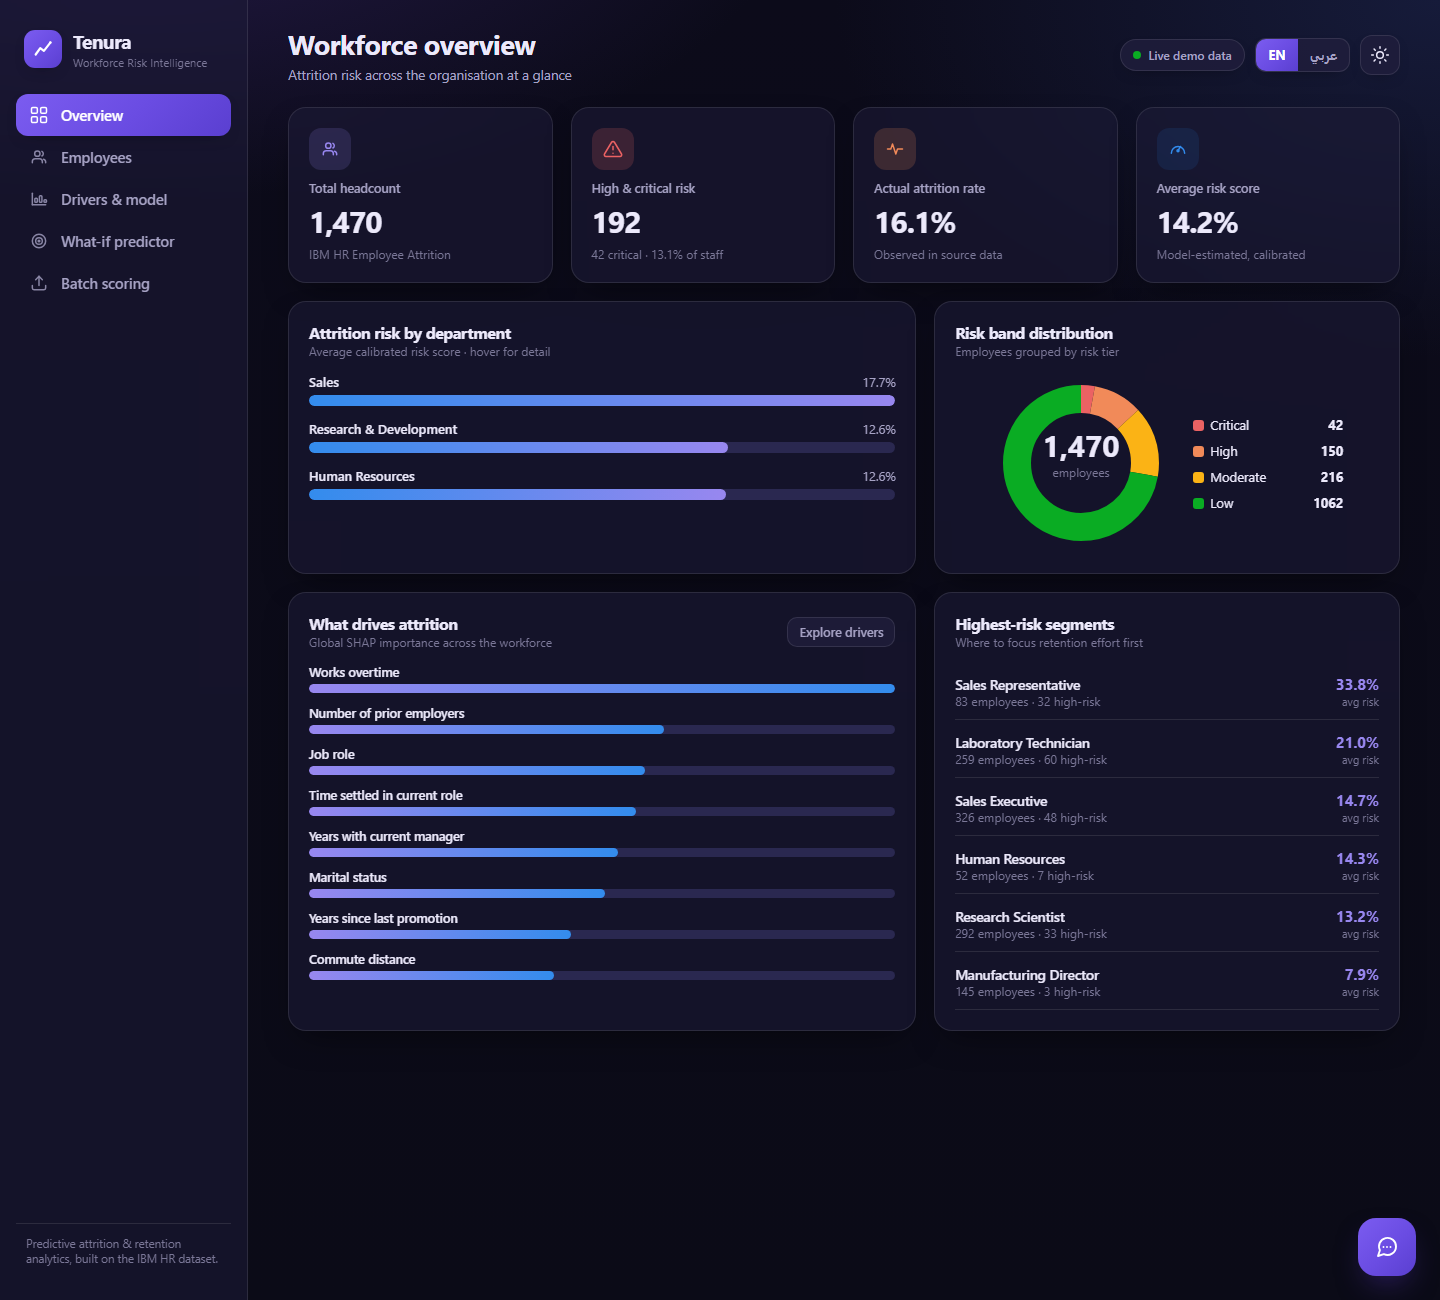 Tenura
Workforce Risk Intelligence
Overview
Employees
Drivers & model
What-if predictor
Batch scoring
Predictive attrition & retention
analytics, built on the IBM HR dataset.
Workforce overview
Attrition risk across the organisation at a glance
Live demo data
EN
عربي
Total headcount
1,470
IBM HR Employee Attrition
High & critical risk
192
42 critical · 13.1% of staff
Actual attrition rate
16.1%
Observed in source data
Average risk score
14.2%
Model-estimated, calibrated
Attrition risk by department
Average calibrated risk score · hover for detail
Sales 17.7%
Research & Development 12.6%
Human Resources 12.6%
Risk band distribution
Employees grouped by risk tier
1,470
employees
Critical 42
High 150
Moderate 216
Low 1062
What drives attrition
Global SHAP importance across the workforce
Explore drivers
Works overtime
Number of prior employers
Job role
Time settled in current role
Years with current manager
Marital status
Years since last promotion
Commute distance
Highest-risk segments
Where to focus retention effort first
Sales Representative 33.8%
83 employees · 32 high-risk avg risk
Laboratory Technician 21.0%
259 employees · 60 high-risk avg risk
Sales Executive 14.7%
326 employees · 48 high-risk avg risk
Human Resources 14.3%
52 employees · 7 high-risk avg risk
Research Scientist 13.2%
292 employees · 33 high-risk avg risk
Manufacturing Director 7.9%
145 employees · 3 high-risk avg risk